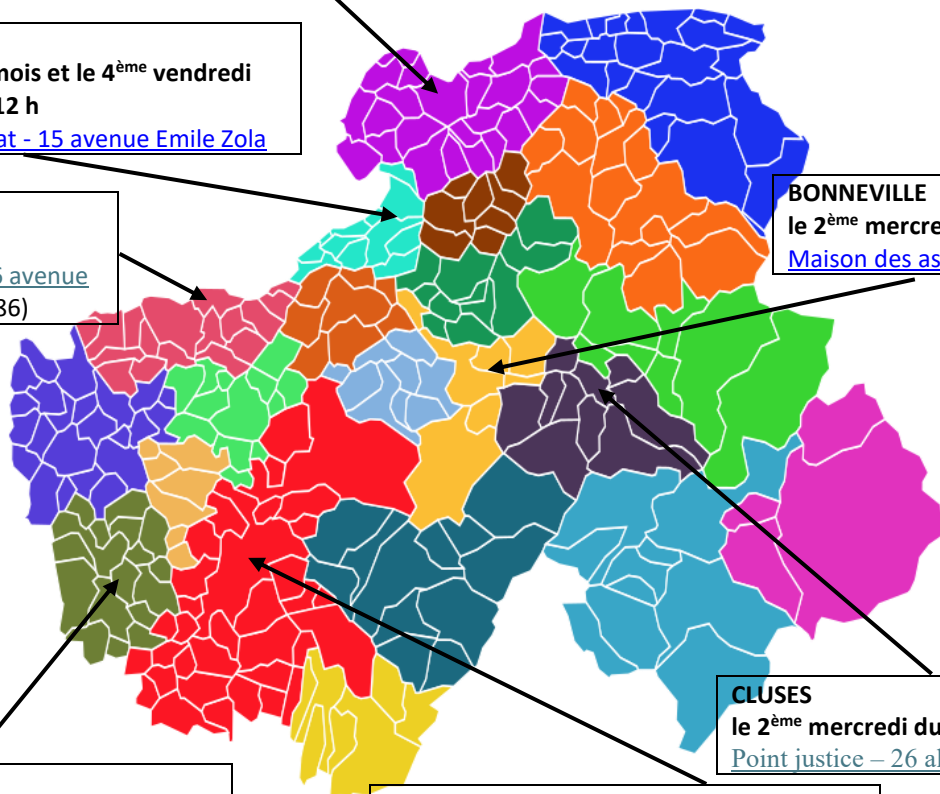 mois et le 4ème vendredi
12 h
at - 15 avenue Emile Zola
avenue
36)
BONNEVILLE
le 2ème mercre
Maison des as
CLUSES
le 2ème mercredi du
Point justice – 26 al